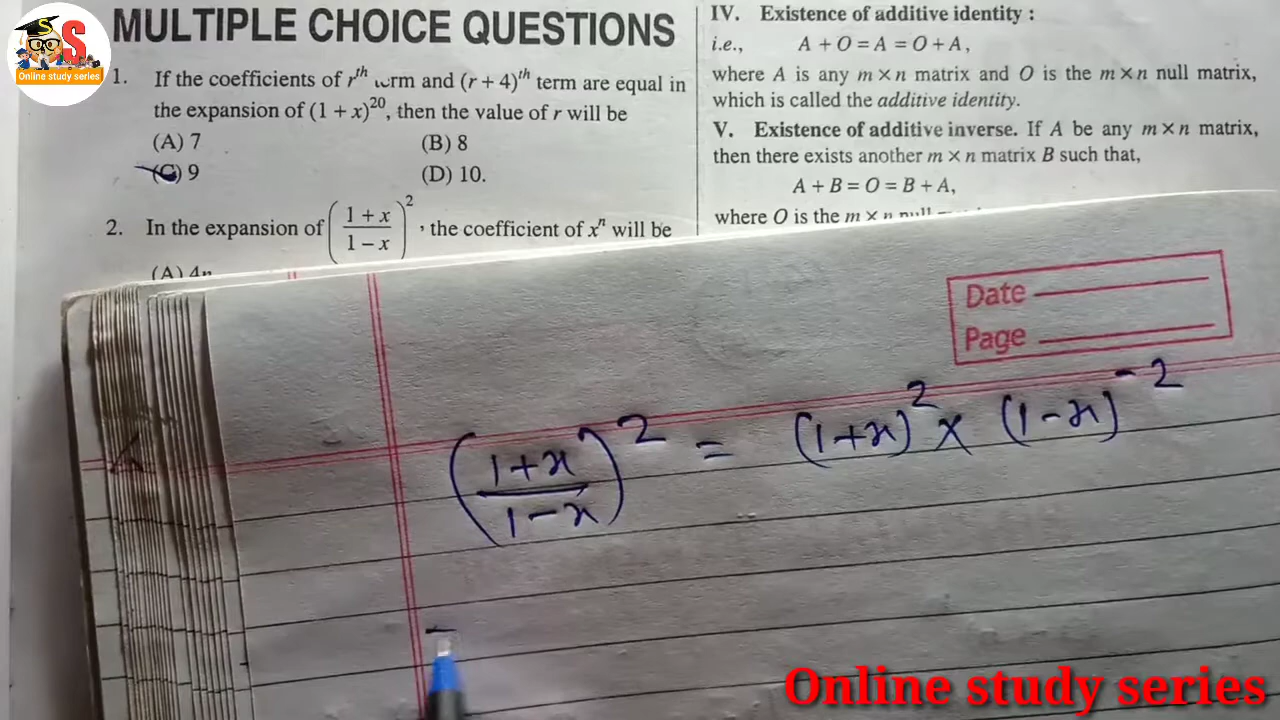 S S
Online study series
MULTIPLE CHOICE QUESTIONS
1. If the coefficients of rth term and (r + 4)th term are equal in
the expansion of (1 + x)20, then the value of r will be
(A) 7 (B) 8
(C) 9 (D) 10.
2. In the expansion of (1 + x / 1 − x)2, the coefficient of xn will be
(A) 4n
IV. Existence of additive identity :
i.e., A + O = A = O + A,
where A is any m × n matrix and O is the m × n null matrix,
which is called the additive identity.
V. Existence of additive inverse. If A be any m × n matrix,
then there exists another m × n matrix B such that,
A + B = O = B + A,
where O is the m × n null
Date
Page
(1+x / 1−x)2 = (1+x)2 × (1−x)−2
Online study series